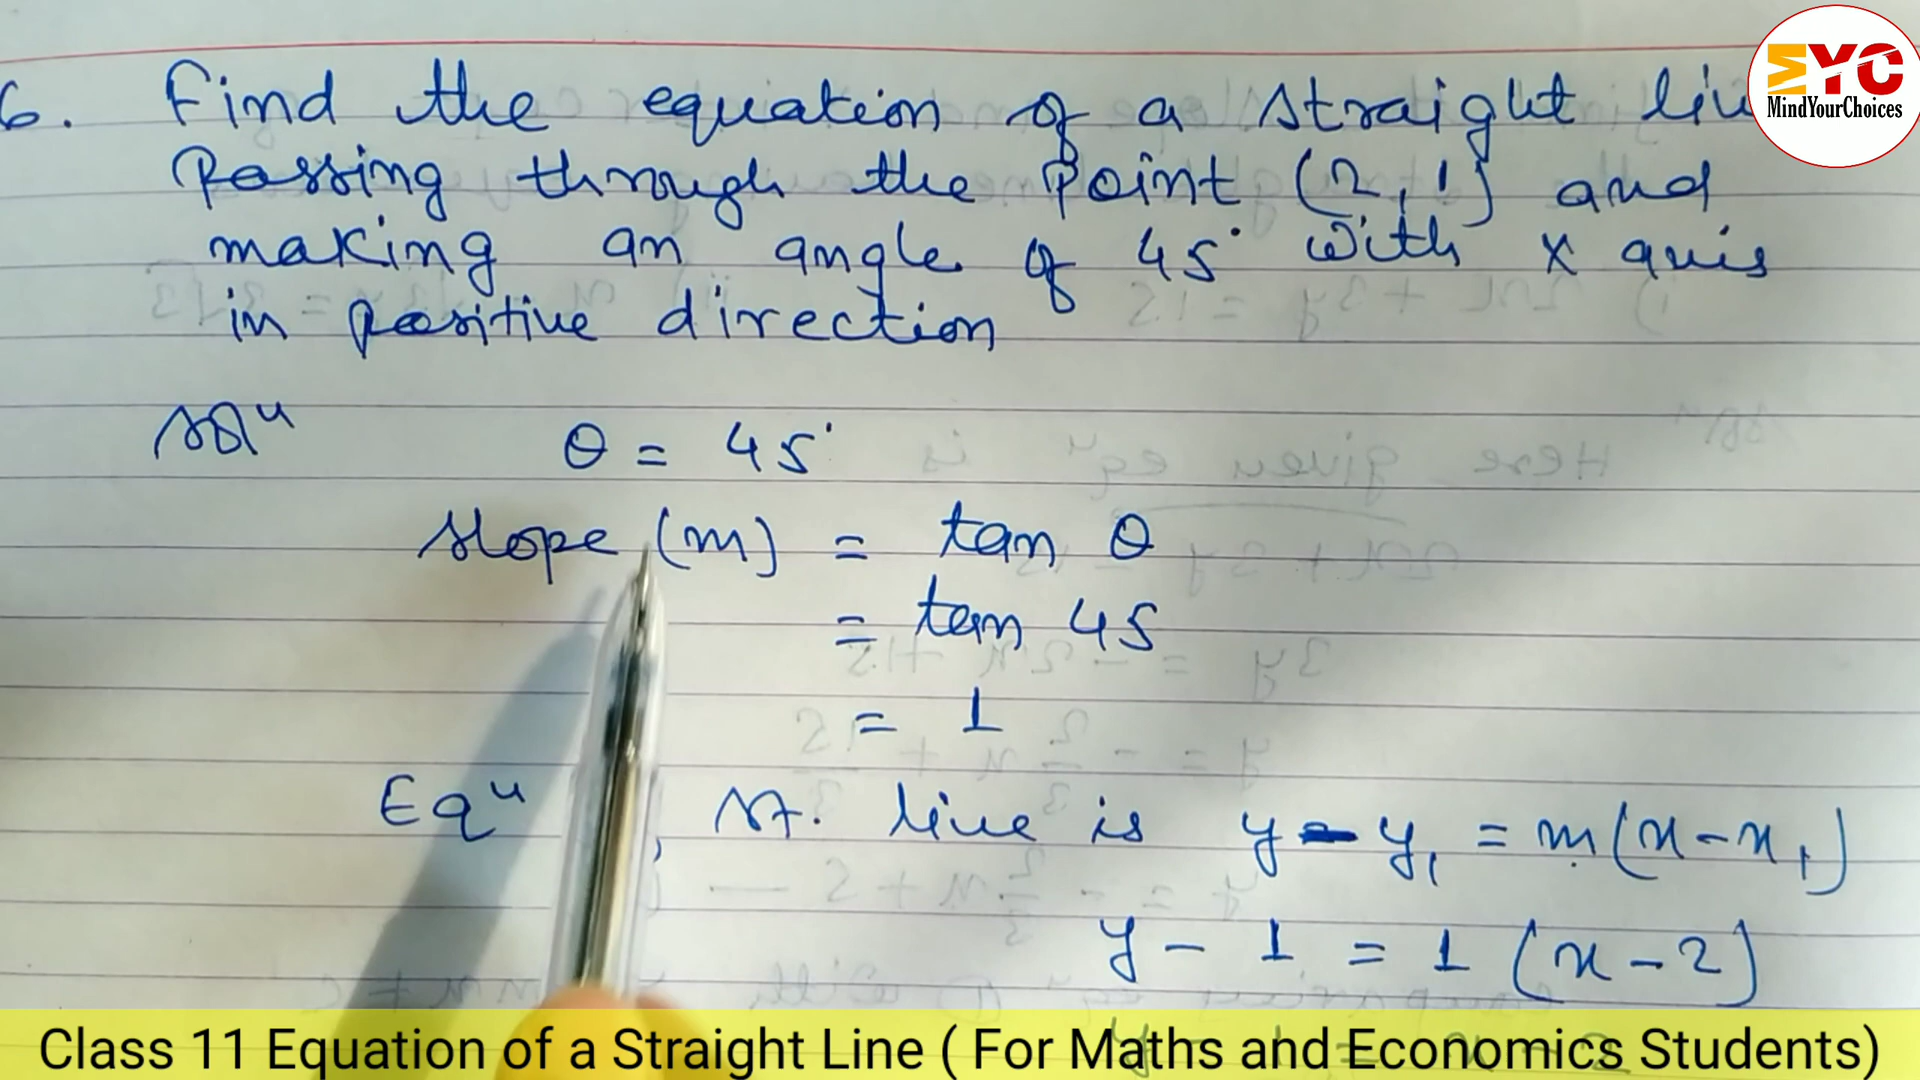 6. Find the equation of a straight lin
MYC
MindYourChoices
Passing through the Point (2,1) and
making an angle of 45° with x axis
in positive direction
Solⁿ θ = 45°
Slope (m) = tan θ
= tan 45
= 1
Eqⁿ , st. line is y - y₁ = m(x-x₁)
y - 1 = 1 (x-2)
Class 11 Equation of a Straight Line ( For Maths and Economics Students)